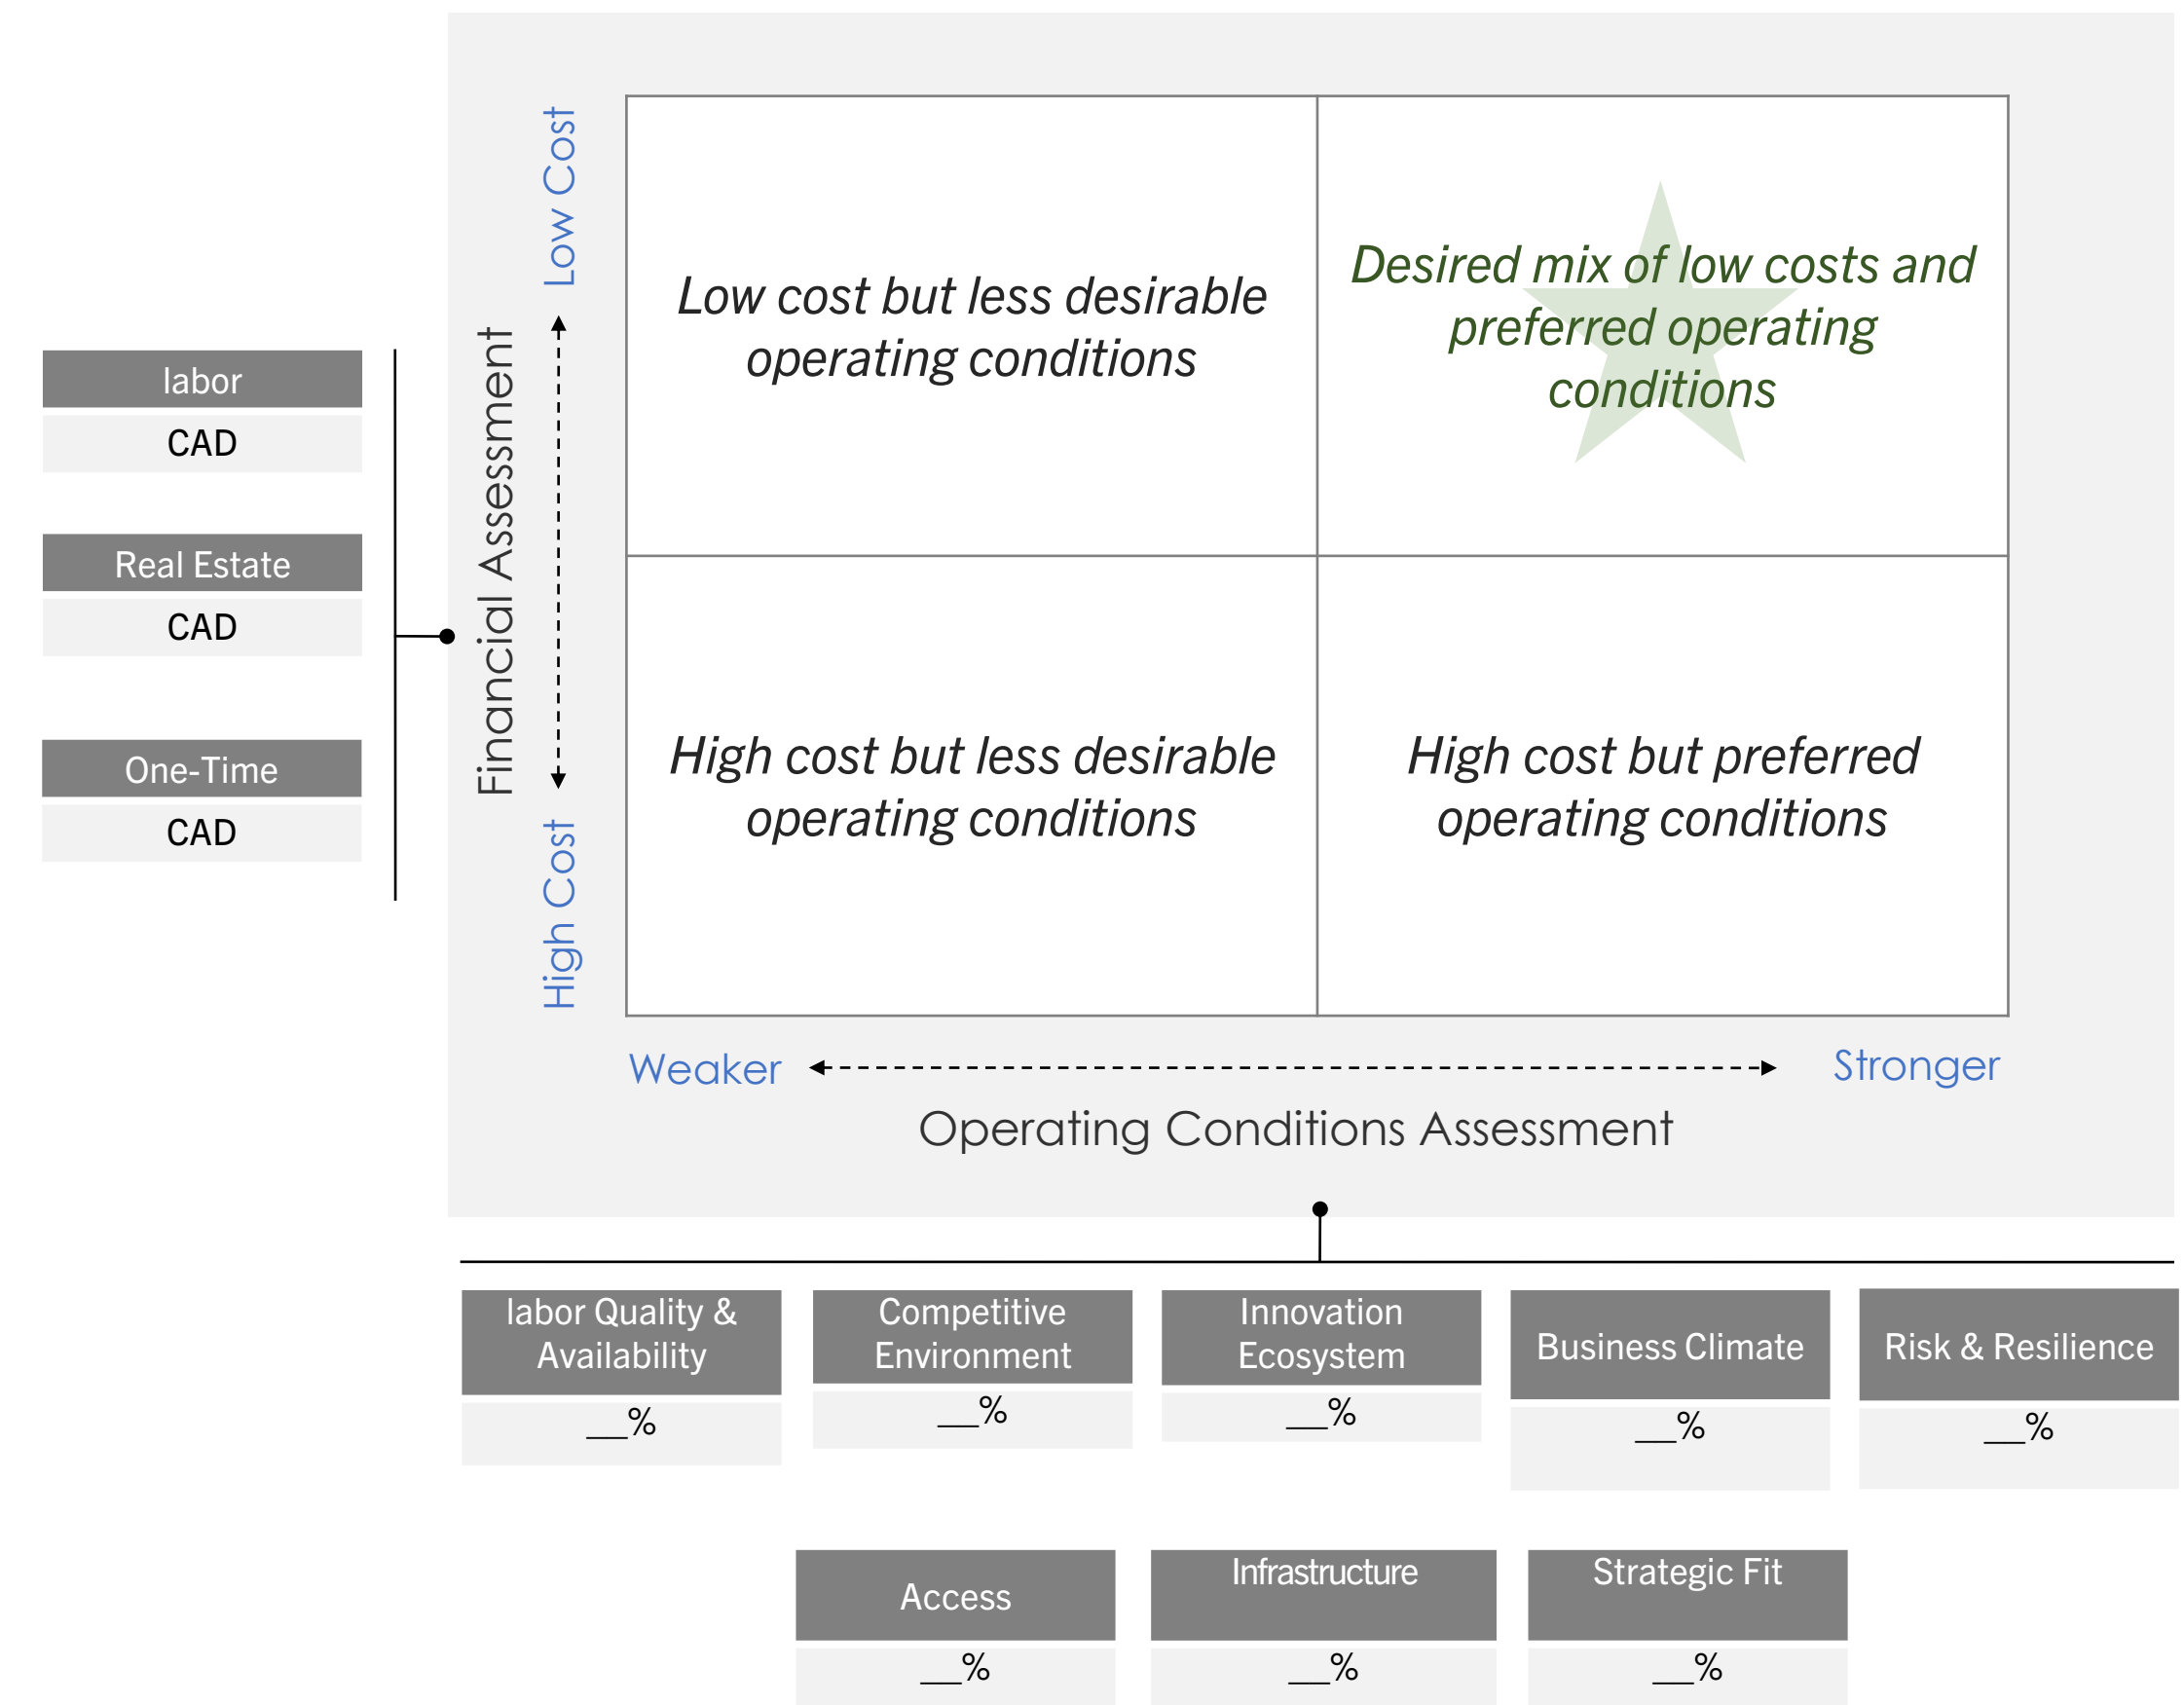 Low Cost
Financial Assessment
High Cost
Low cost but less desirable
operating conditions
Desired mix of low costs and
preferred operating
conditions
High cost but less desirable
operating conditions
High cost but preferred
operating conditions
labor
CAD
Real Estate
CAD
One-Time
CAD
Weaker
Stronger
Operating Conditions Assessment
labor Quality &
Availability
__%
Competitive
Environment
__%
Innovation
Ecosystem
__%
Business Climate
__%
Risk & Resilience
__%
Access
__%
Infrastructure
__%
Strategic Fit
__%